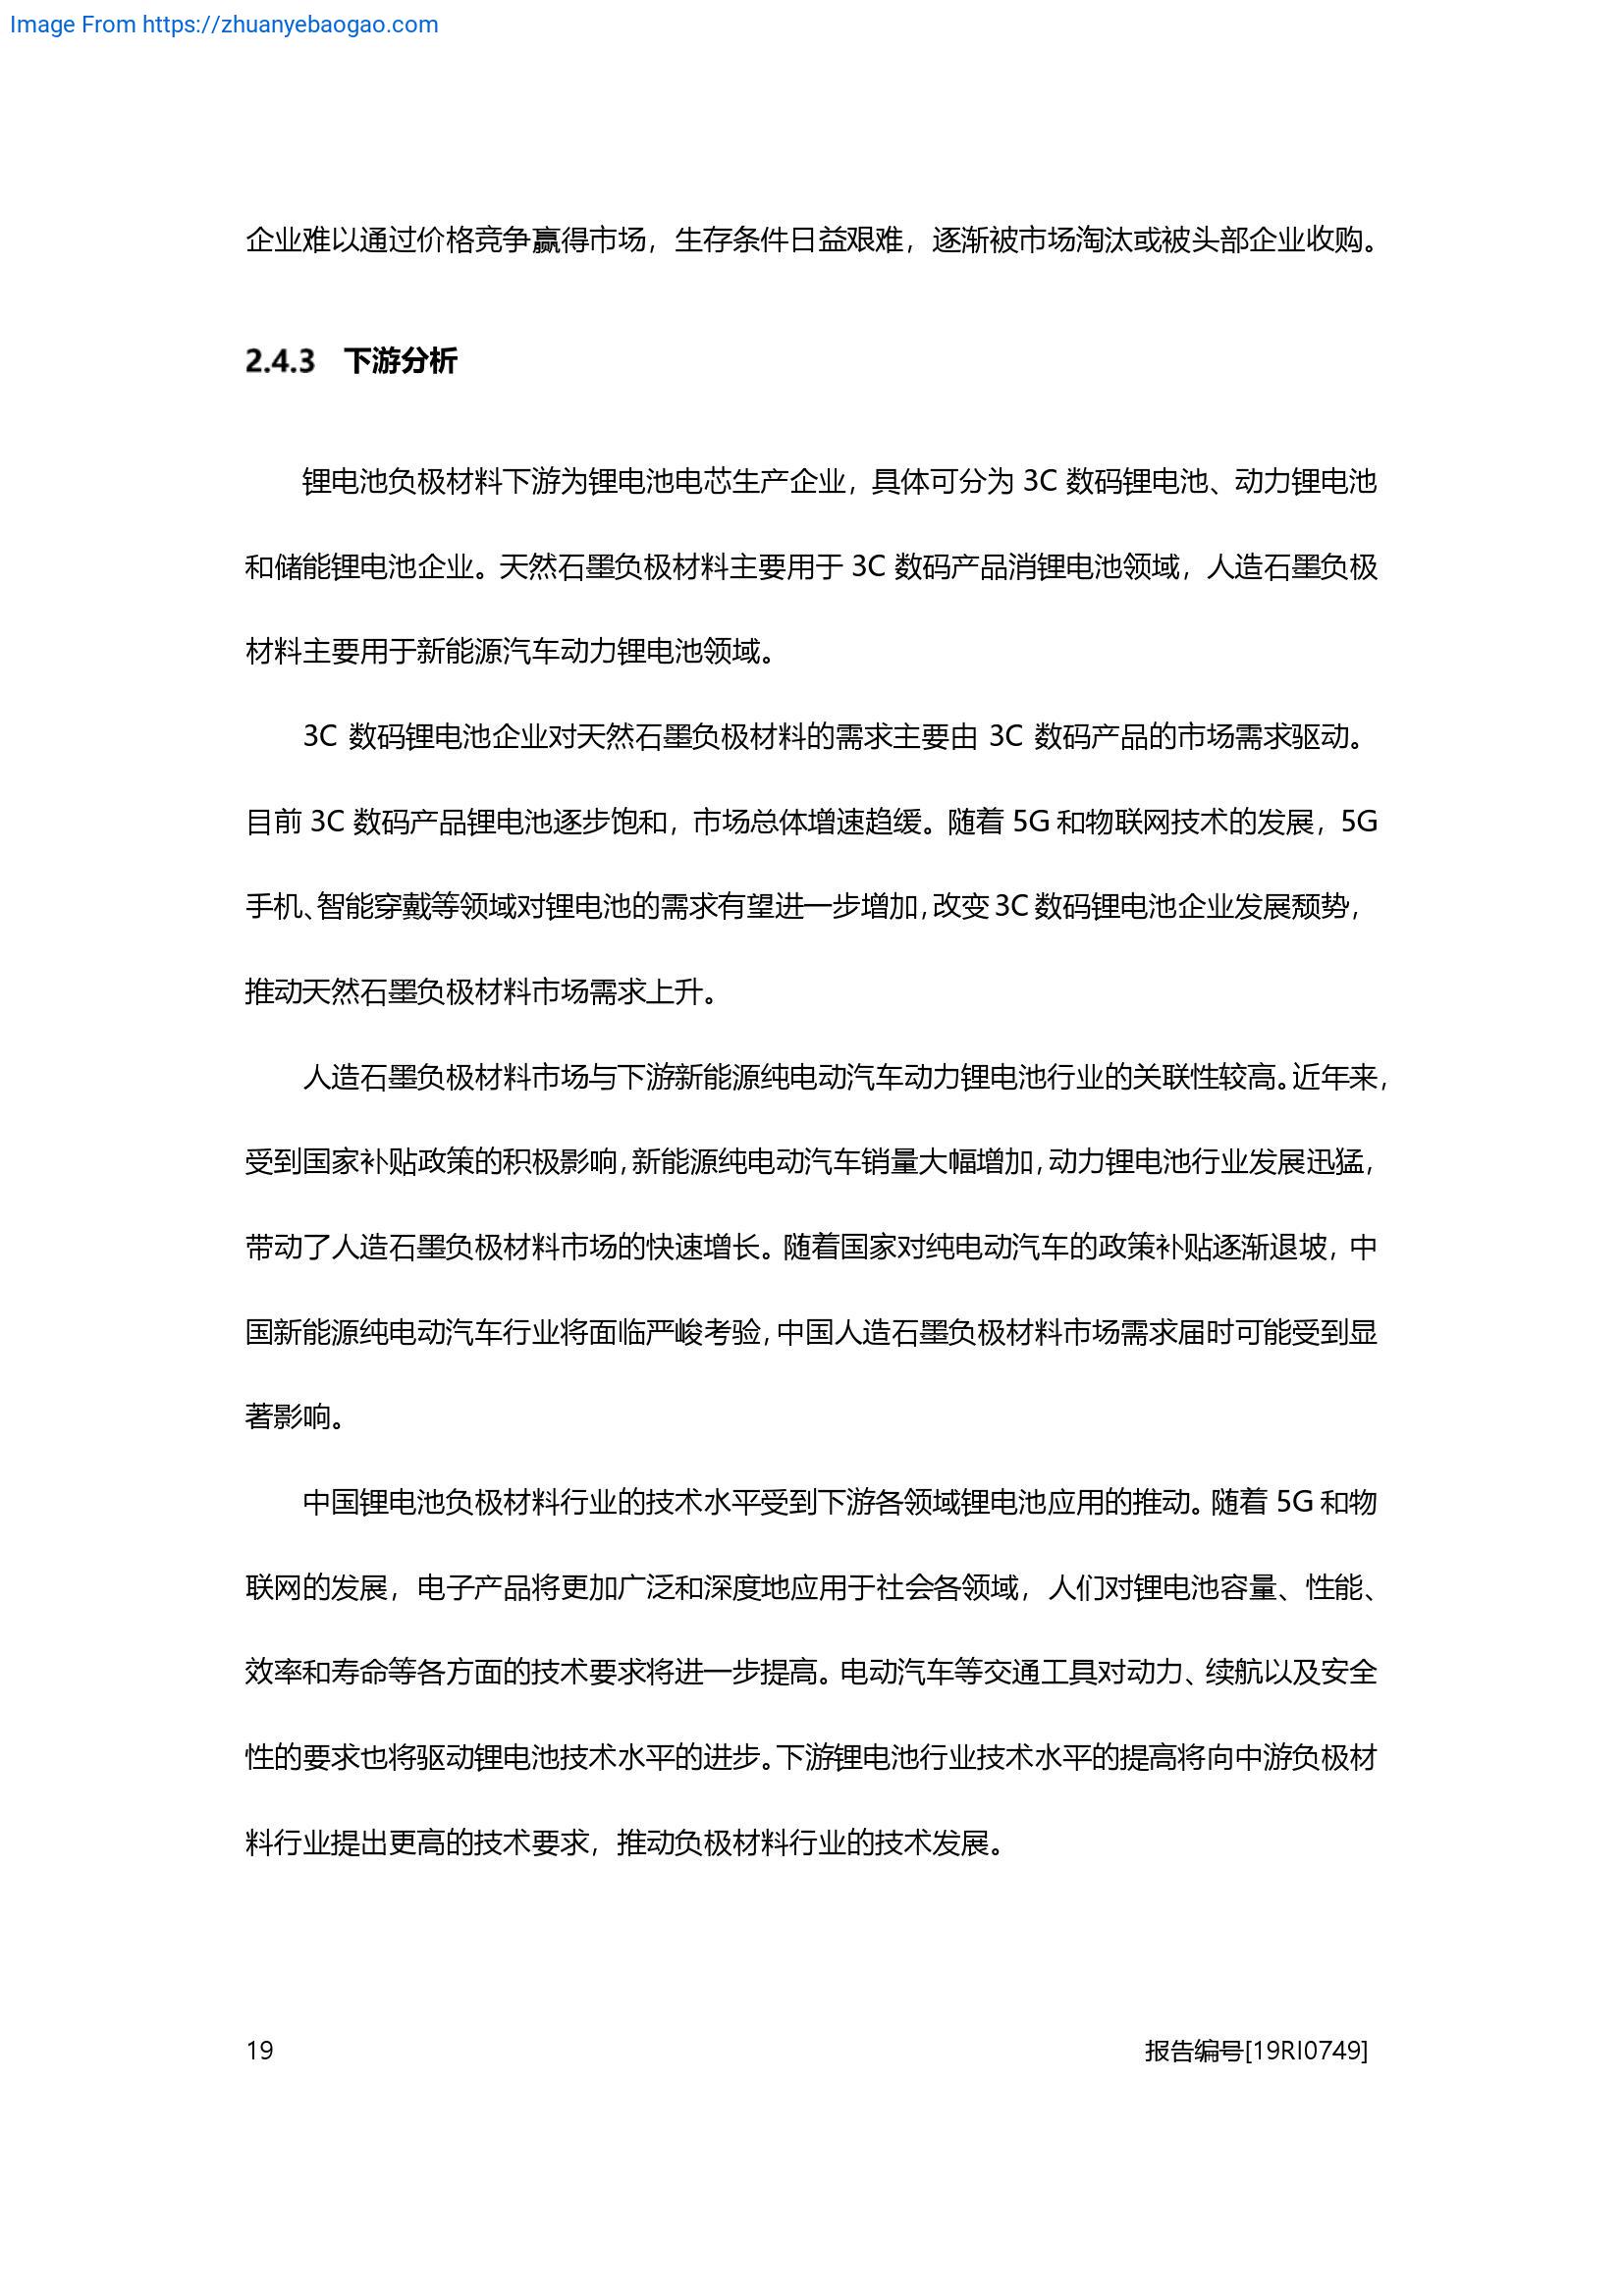 Image From https://zhuanyebaogao.com
企业难以通过价格竞争赢得市场，生存条件日益艰难，逐渐被市场淘汰或被头部企业收购。
2.4.3 下游分析
锂电池负极材料下游为锂电池电芯生产企业，具体可分为 3C 数码锂电池、动力锂电池
和储能锂电池企业。天然石墨负极材料主要用于 3C 数码产品消锂电池领域，人造石墨负极
材料主要用于新能源汽车动力锂电池领域。
3C 数码锂电池企业对天然石墨负极材料的需求主要由 3C 数码产品的市场需求驱动。
目前 3C 数码产品锂电池逐步饱和，市场总体增速趋缓。随着 5G 和物联网技术的发展，5G
手机、智能穿戴等领域对锂电池的需求有望进一步增加，改变 3C 数码锂电池企业发展颓势，
推动天然石墨负极材料市场需求上升。
人造石墨负极材料市场与下游新能源纯电动汽车动力锂电池行业的关联性较高。近年来，
受到国家补贴政策的积极影响，新能源纯电动汽车销量大幅增加，动力锂电池行业发展迅猛，
带动了人造石墨负极材料市场的快速增长。随着国家对纯电动汽车的政策补贴逐渐退坡，中
国新能源纯电动汽车行业将面临严峻考验，中国人造石墨负极材料市场需求届时可能受到显
著影响。
中国锂电池负极材料行业的技术水平受到下游各领域锂电池应用的推动。随着 5G 和物
联网的发展，电子产品将更加广泛和深度地应用于社会各领域，人们对锂电池容量、性能、
效率和寿命等各方面的技术要求将进一步提高。电动汽车等交通工具对动力、续航以及安全
性的要求也将驱动锂电池技术水平的进步。下游锂电池行业技术水平的提高将向中游负极材
料行业提出更高的技术要求，推动负极材料行业的技术发展。
19 报告编号[19RI0749]